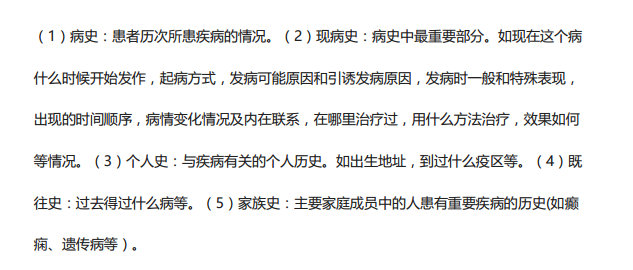 （1）病史：患者历次所患疾病的情况。（2）现病史：病史中最重要部分。如现在这个病
什么时候开始发作，起病方式，发病可能原因和引诱发病原因，发病时一般和特殊表现，
出现的时间顺序，病情变化情况及内在联系，在哪里治疗过，用什么方法治疗，效果如何
等情况。（3）个人史：与疾病有关的个人历史。如出生地址，到过什么疫区等。（4）既
往史：过去得过什么病等。（5）家族史：主要家庭成员中的人患有重要疾病的历史(如癫
痫、遗传病等）。